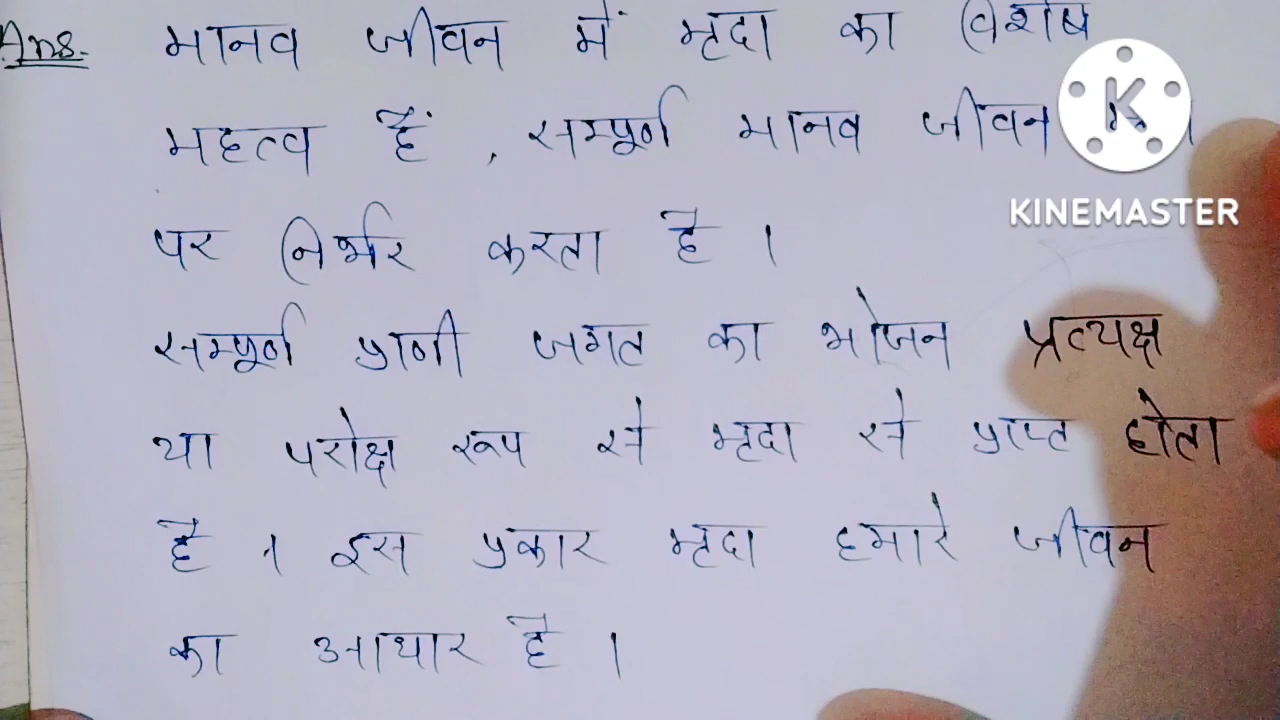 Ans. मानव जीवन में मृदा का विशेष
महत्व हैं , सम्पूर्ण मानव जीवन
K
KINEMASTER
पर निर्भर करता है ।
सम्पूर्ण प्राणी जगत का भोजन प्रत्यक्ष
या परोक्ष रूप से मृदा से प्राप्त होता
है । इस प्रकार मृदा हमारे जीवन
का आधार है ।